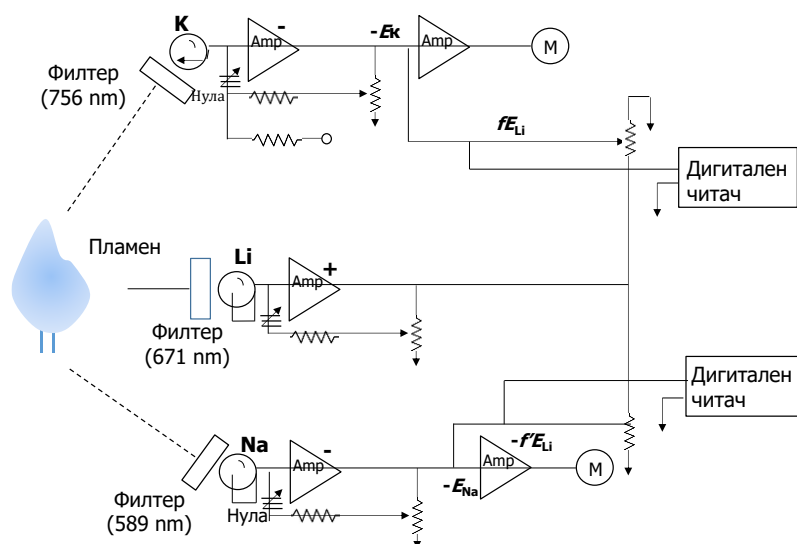 K
-
Amp
-Eк
Amp
M
Филтер
(756 nm)
Нула
fELi
Дигитален
читач
Пламен
Li
+
Amp
Филтер
(671 nm)
Дигитален
читач
Na
-
Amp
-f'ELi
Amp
M
-ENa
Филтер
(589 nm)
Нула